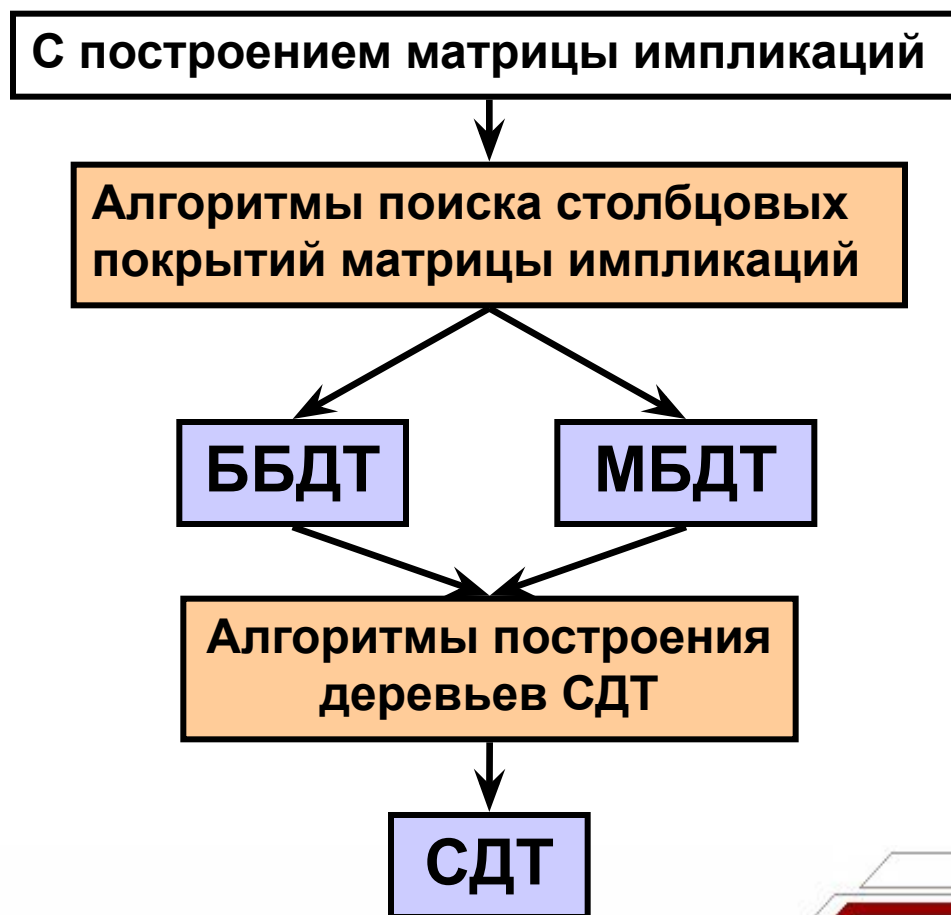 С построением матрицы импликаций
Алгоритмы поиска столбцовых
покрытий матрицы импликаций
ББДТ
МБДТ
Алгоритмы построения
деревьев СДТ
СДТ